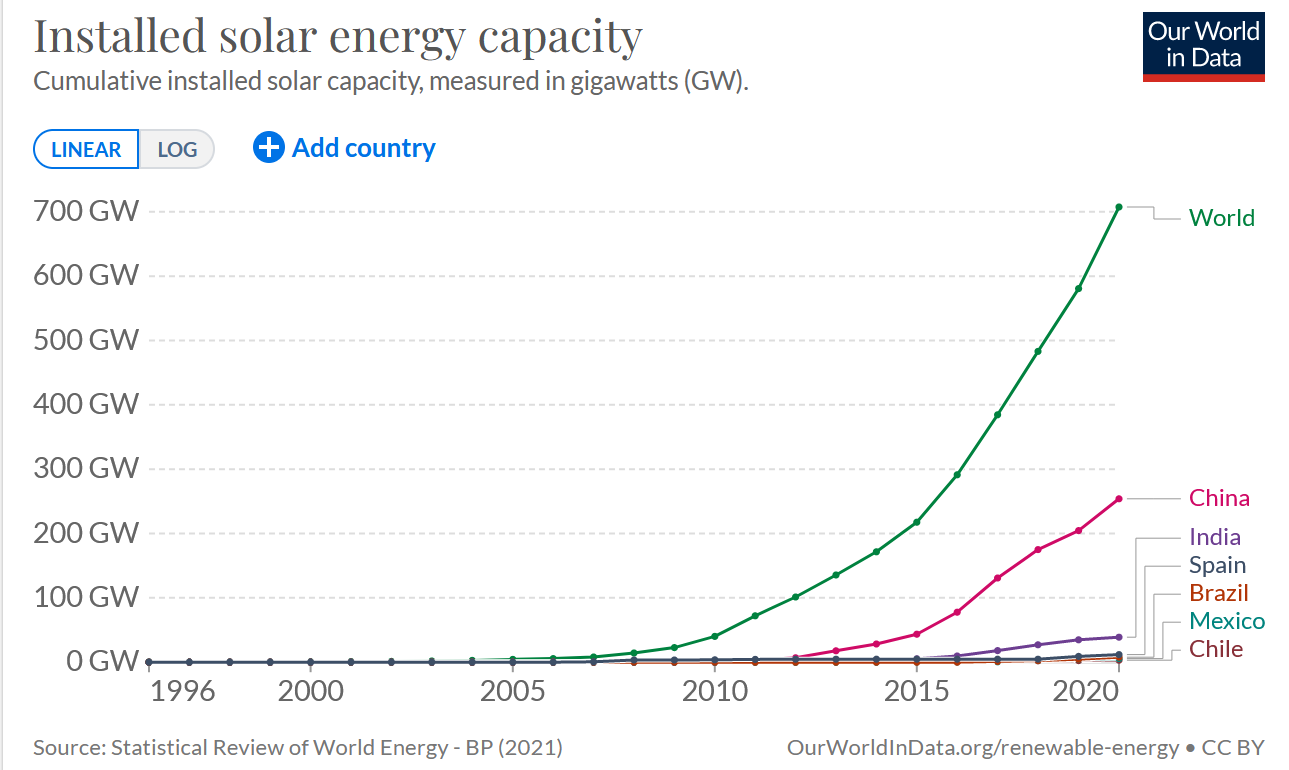 Installed solar energy capacity
Our World
in Data
Cumulative installed solar capacity, measured in gigawatts (GW).
LINEAR
LOG
Add country
700 GW
600 GW
500 GW
400 GW
300 GW
200 GW
100 GW
0 GW
World
China
India
Spain
Brazil
Mexico
Chile
1996
2000
2005
2010
2015
2020
Source: Statistical Review of World Energy - BP (2021)
OurWorldInData.org/renewable-energy • CC BY